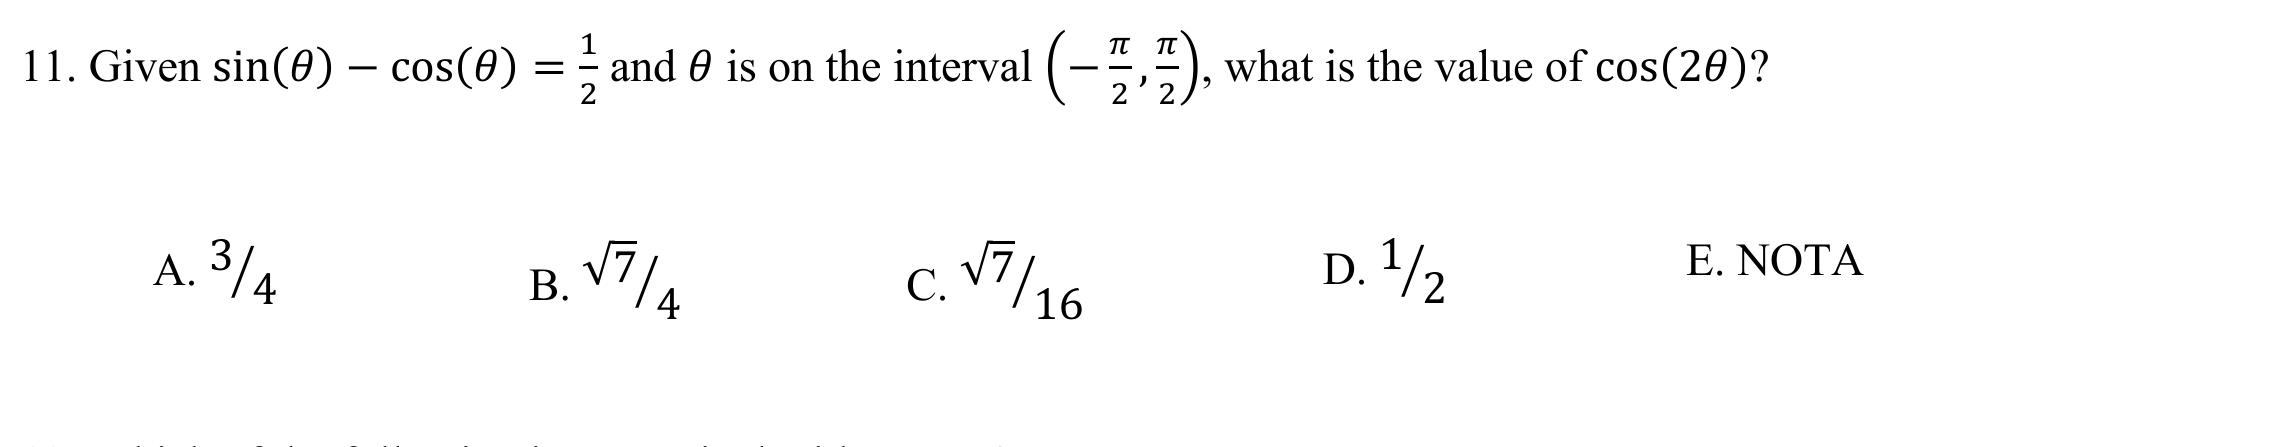 11. Given sin(θ) − cos(θ) = 1/2 and θ is on the interval (−π/2, π/2), what is the value of cos(2θ)?
A. 3/4 B. √7/4 C. √7/16 D. 1/2 E. NOTA